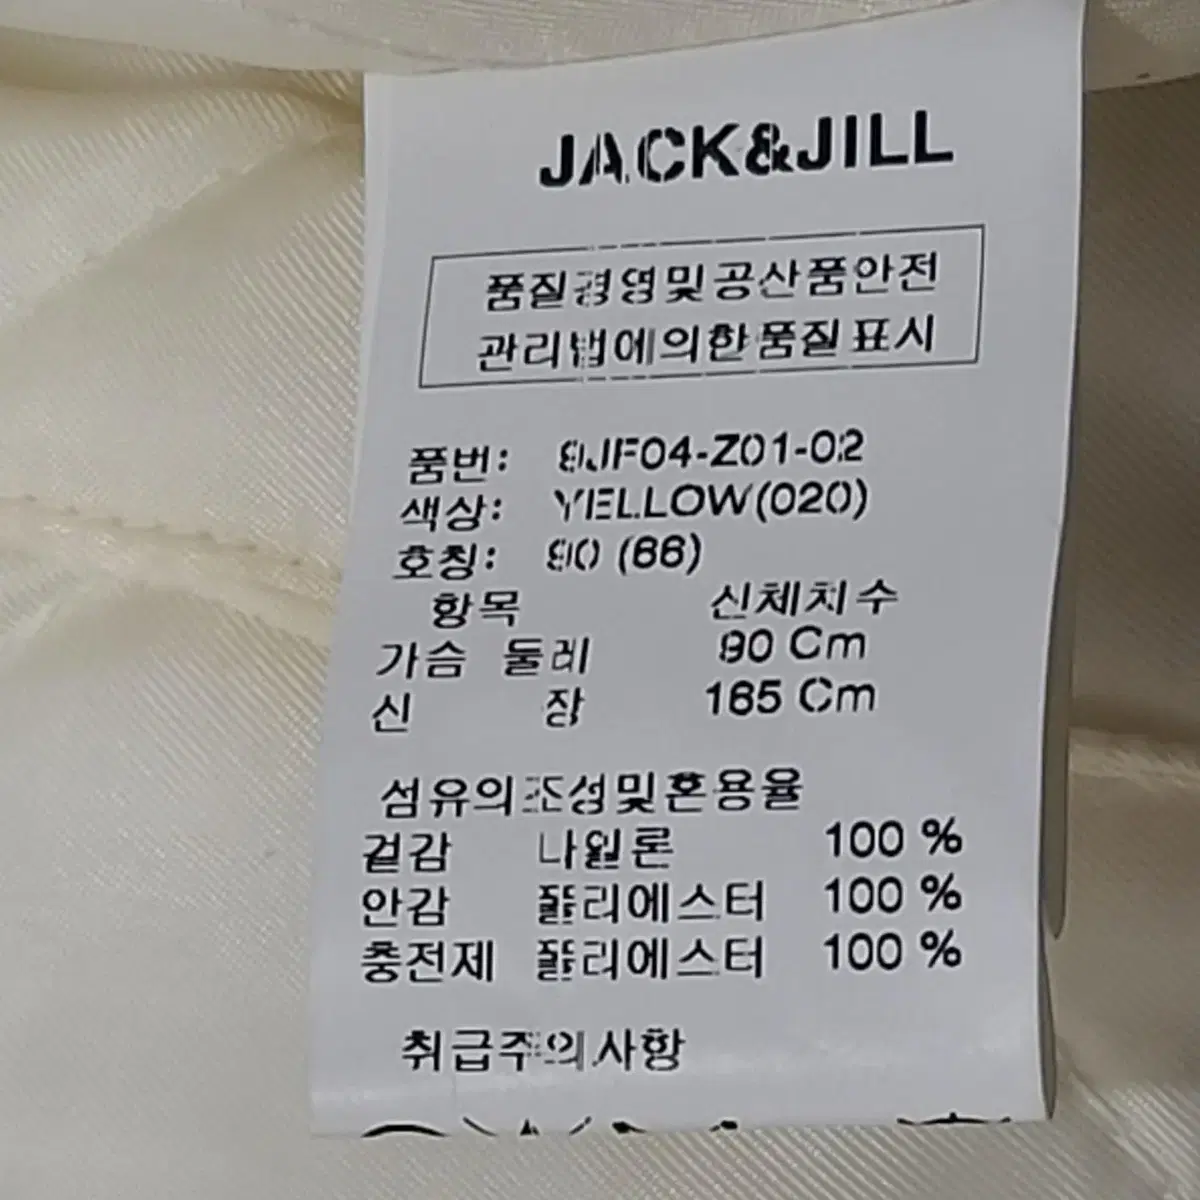 JACK&JILL
품질경영및공산품안전
관리법에의한품질표시
품번: 9JF04-Z01-02
색상: YELLOW(020)
호칭: 90 (66)
항목 신체치수
가슴 둘레 90 Cm
신 장 165 Cm
섬유의조성및혼용율
겉감 나일론 100 %
안감 폴리에스터 100 %
충전제 폴리에스터 100 %
취급주의사항